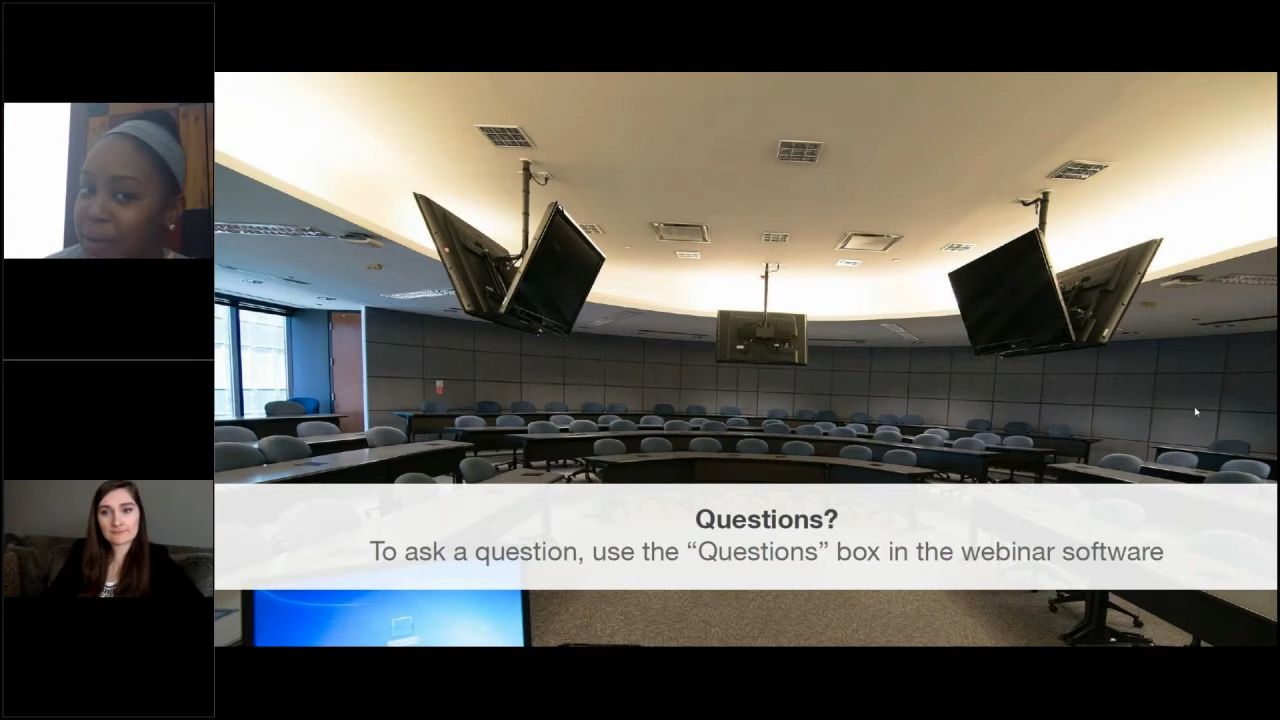 Questions?
To ask a question, use the “Questions” box in the webinar software